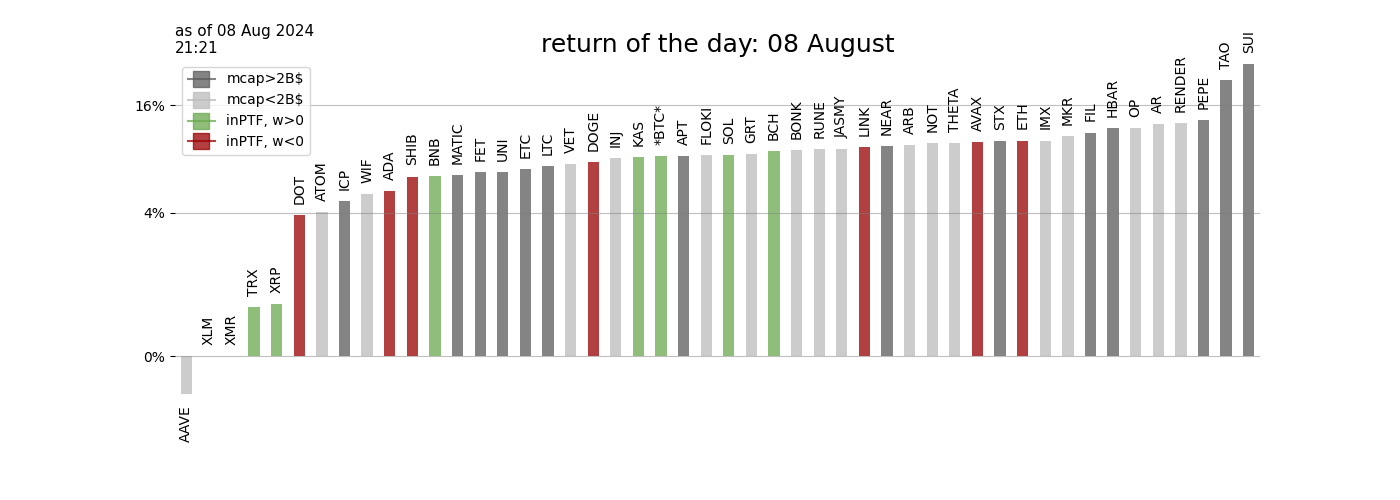 as of 08 Aug 2024
21:21
return of the day: 08 August
mcap>2B$
mcap<2B$
inPTF, w>0
inPTF, w<0
16%
4%
0%
AAVE
XLM
XMR
TRX
XRP
DOT
ATOM
ICP
WIF
ADA
SHIB
BNB
MATIC
FET
UNI
ETC
LTC
VET
DOGE
INJ
KAS
*BTC*
APT
FLOKI
SOL
GRT
BCH
BONK
RUNE
JASMY
LINK
NEAR
ARB
NOT
THETA
AVAX
STX
ETH
IMX
MKR
FIL
HBAR
OP
AR
RENDER
PEPE
TAO
SUI